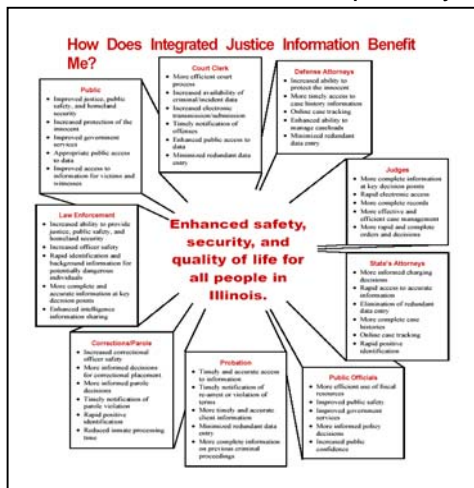 How Does Integrated Justice Information Benefit
Me?
Public
• Improved justice, public
safety, and homeland
security
• Increased protection of the
innocent
• Improved government
services
• Appropriate public access to
data
• Improved access to
information for victims and
witnesses
Court Clerk
• More efficient court
process
• Increased availability of
criminal/incident data
• Increased electronic
transmission/submission
• Timely notification of
offenses
• Enhanced public access to
data
• Minimized redundant data
entry
Defense Attorneys
• Increased ability to
protect the innocent
• More timely access to
case history information
• Online case tracking
• Enhanced ability to
manage caseloads
• Minimized redundant
data entry
Judges
• More complete information
at key decision points
• Rapid electronic access
• More complete records
• More effective and
efficient case management
• More rapid and complete
orders and decisions
Law Enforcement
• Increased ability to provide
justice, public safety, and
homeland security
• Increased officer safety
• Rapid identification and
background information for
potentially dangerous
individuals
• More complete and
accurate information at key
decision points
• Enhanced intelligence
information sharing
Enhanced safety,
security, and
quality of life for
all people in
Illinois.
State's Attorneys
• More informed charging
decisions
• Rapid access to accurate
information
• Elimination of redundant
data entry
• More complete case
histories
• Online case tracking
• Rapid positive
identification
Corrections/Parole
• Increased correctional
officer safety
• More informed decisions
for correctional placement
• More informed parole
decisions
• Timely notification of
parole violation
• Rapid positive
identification
• Reduced inmate processing
time
Probation
• Timely and accurate
access to information
• Timely notification of
re-arrest or violation of
terms
• More timely and accurate
client information
• Minimized redundant data
entry
• More complete information
on previous criminal
proceedings
Public Officials
• More efficient use of fiscal
resources
• Improved public safety
• Improved government
services
• More informed policy
decisions
• Increased public
confidence